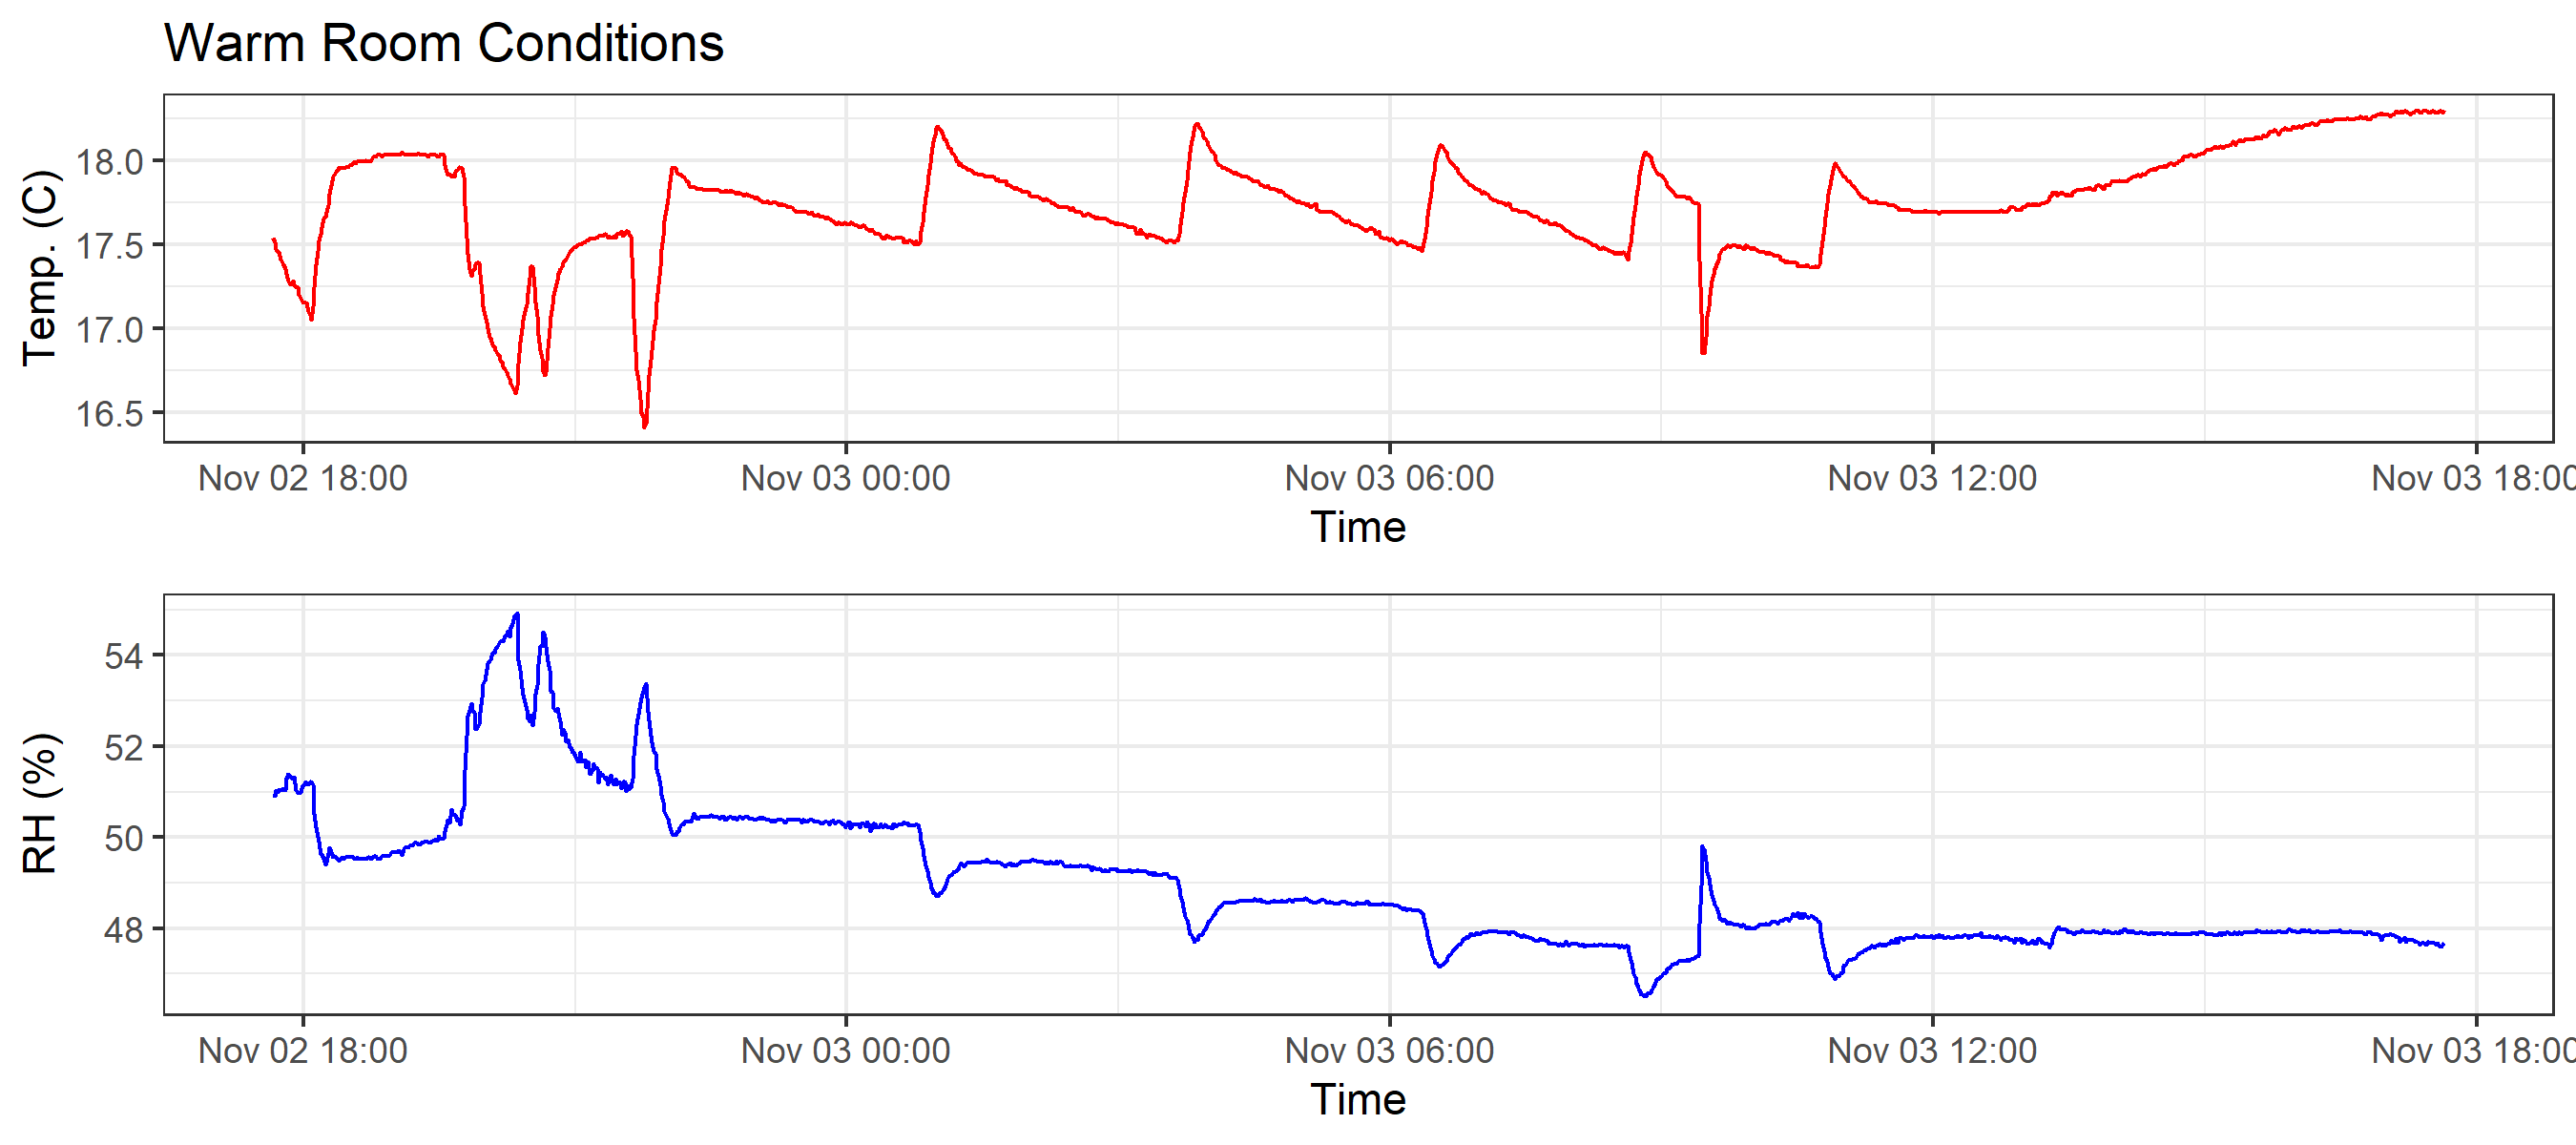 Warm Room Conditions
Temp. (C)
18.0
17.5
17.0
16.5
Nov 02 18:00 Nov 03 00:00 Nov 03 06:00 Nov 03 12:00 Nov 03 18:00
Time
RH (%)
54
52
50
48
Nov 02 18:00 Nov 03 00:00 Nov 03 06:00 Nov 03 12:00 Nov 03 18:00
Time